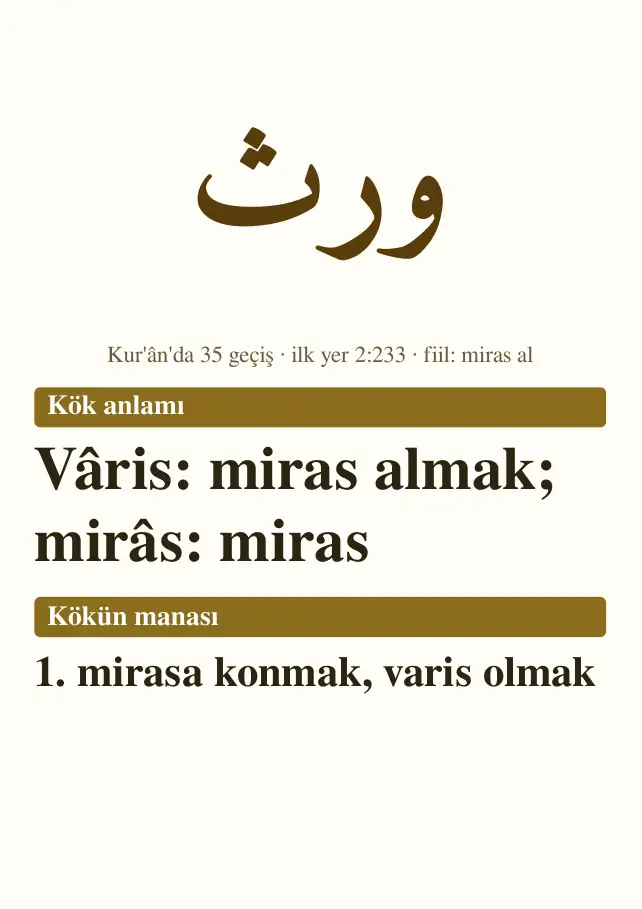 ورث
Kur'ân'da 35 geçiş · ilk yer 2:233 · fiil: miras al
Kök anlamı
Vâris: miras almak;
mirâs: miras
Kökün manası
1. mirasa konmak, varis olmak